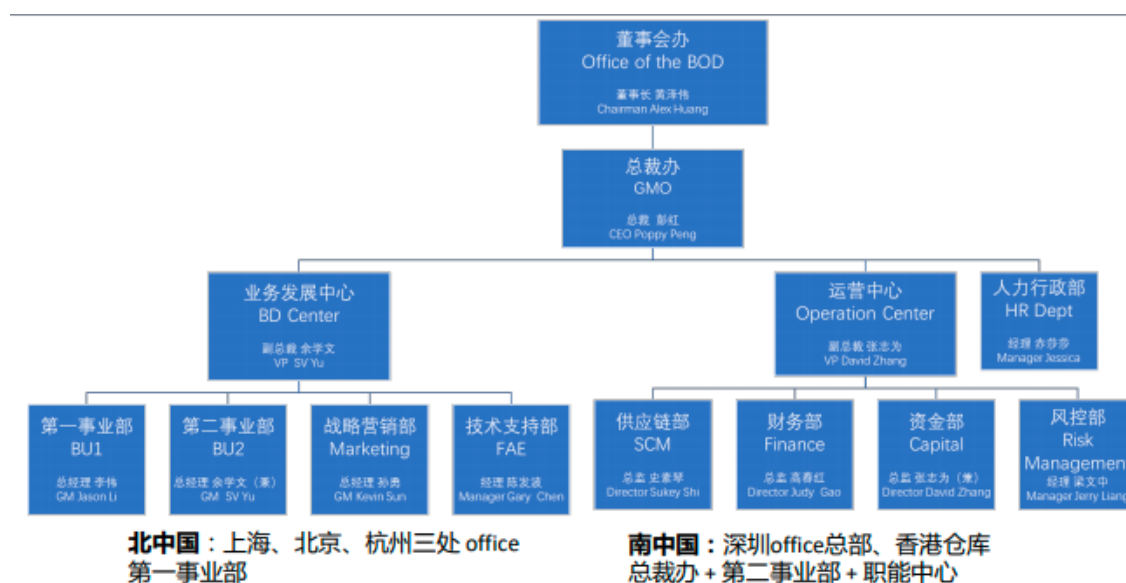 董事会办
Office of the BOD
董事长 黄泽伟
Chairman Alex Huang
总裁办
GMO
总裁 彭红
CEO Poppy Peng
业务发展中心
BD Center
副总裁 余学文
VP SV Yu
运营中心
Operation Center
副总裁 张志为
VP David Zhang
人力行政部
HR Dept
经理 亦莎莎
Manager Jessica
第一事业部
BU1
总经理 李伟
GM Jason Li
第二事业部
BU2
总经理 余学文（兼）
GM SV Yu
战略营销部
Marketing
总经理 孙勇
GM Kevin Sun
技术支持部
FAE
经理 陈发波
Manager Gary Chen
供应链部
SCM
总监 史素琴
Director Sukey Shi
财务部
Finance
总监 高春红
Director Judy Gao
资金部
Capital
总监 张志为（兼）
Director David Zhang
风控部
Risk
Management
经理 梁文中
Manager Jerry Liang
北中国：上海、北京、杭州三处 office
第一事业部
南中国：深圳office总部、香港仓库
总裁办 + 第二事业部 + 职能中心